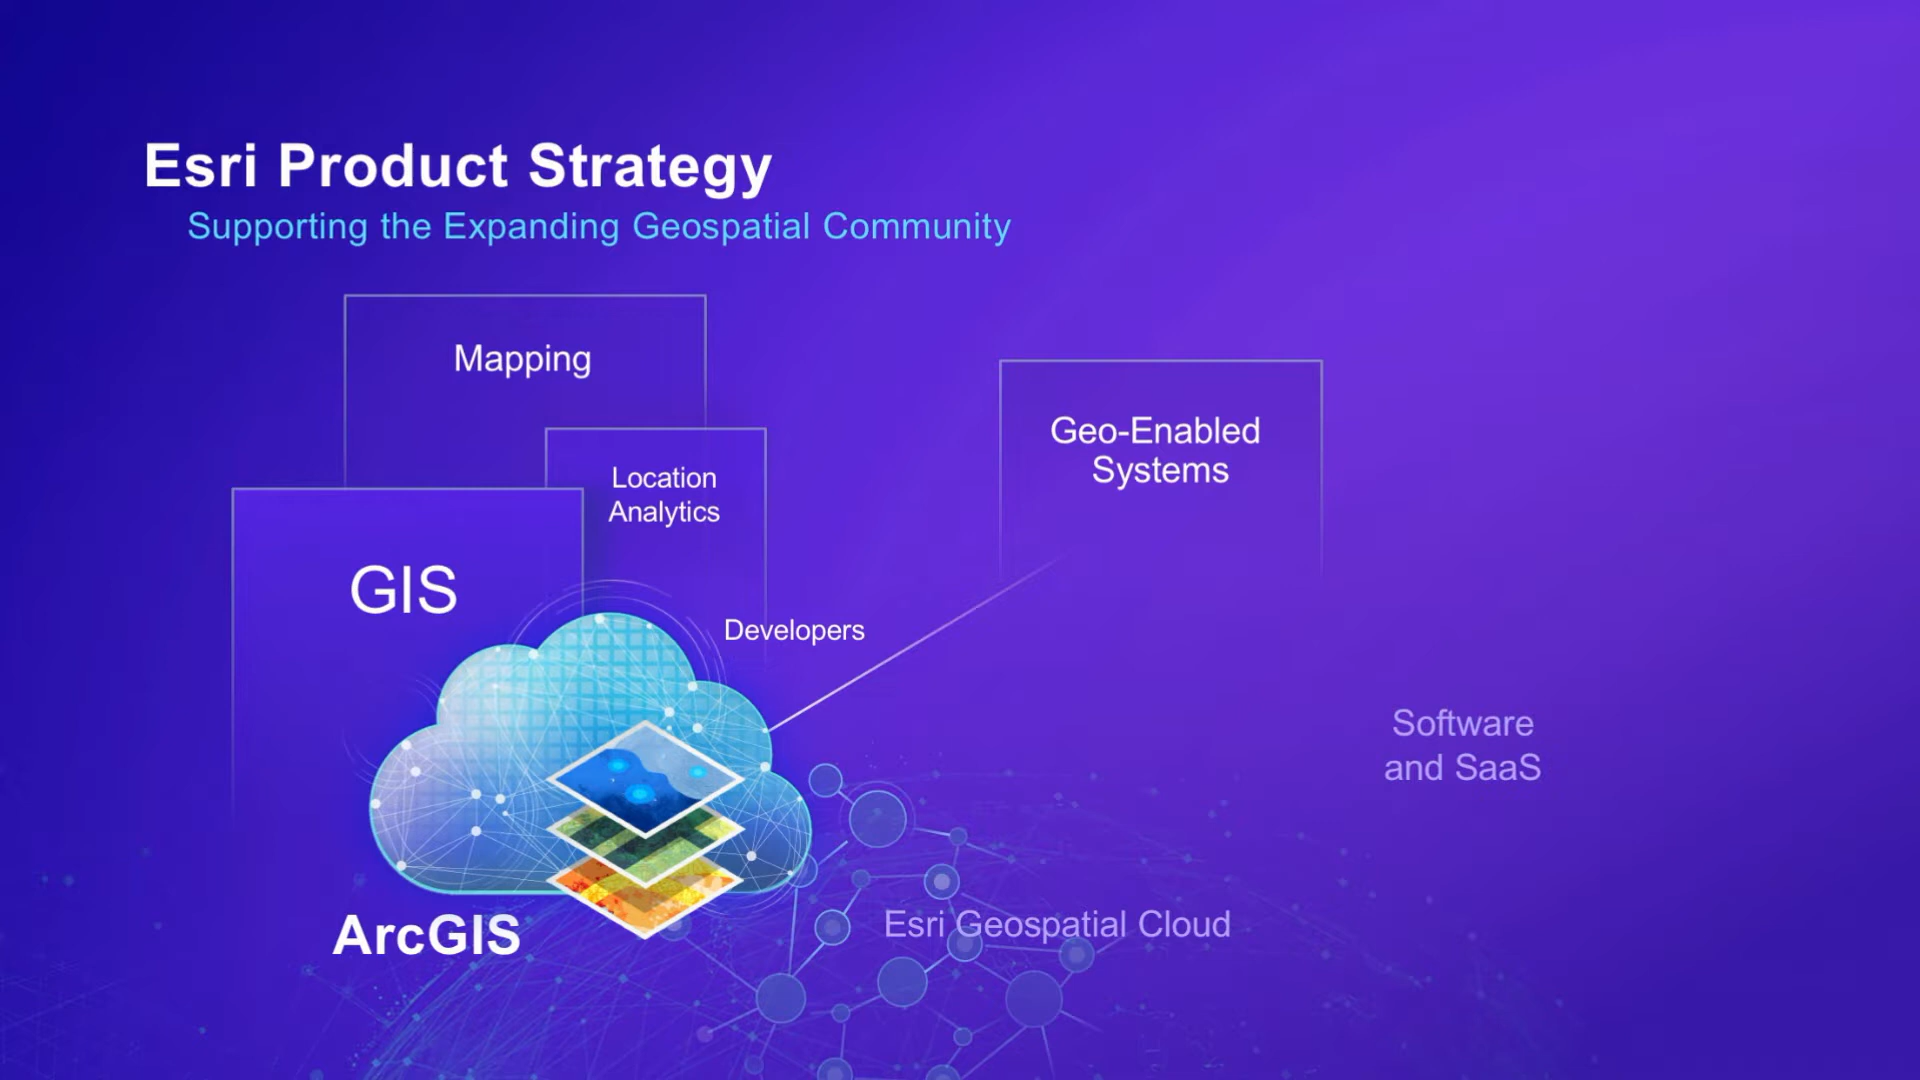 Esri Product Strategy
Supporting the Expanding Geospatial Community
Mapping
Geo-Enabled
Systems
Location
Analytics
GIS
Developers
Software
and SaaS
Esri Geospatial Cloud
ArcGIS